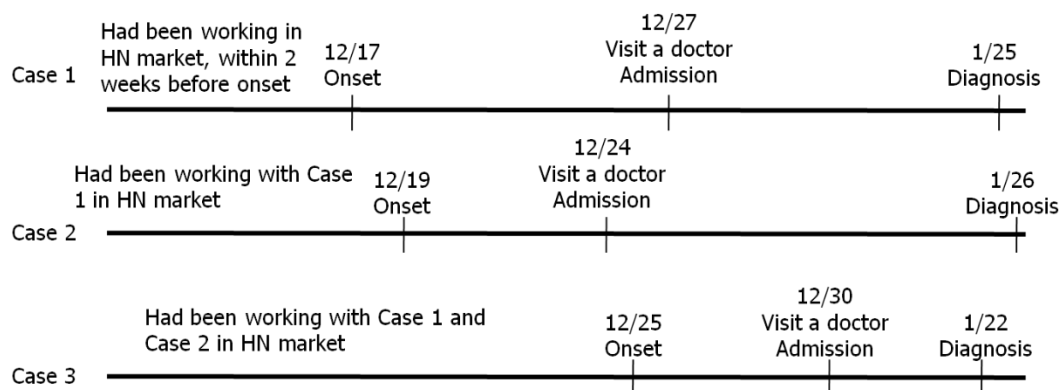 Had been working in
HN market, within 2
weeks before onset
12/17
Onset
12/27
Visit a doctor
Admission
1/25
Diagnosis
Case 1
Had been working with Case
1 in HN market
12/19
Onset
12/24
Visit a doctor
Admission
1/26
Diagnosis
Case 2
Had been working with Case 1 and
Case 2 in HN market
12/25
Onset
12/30
Visit a doctor
Admission
1/22
Diagnosis
Case 3